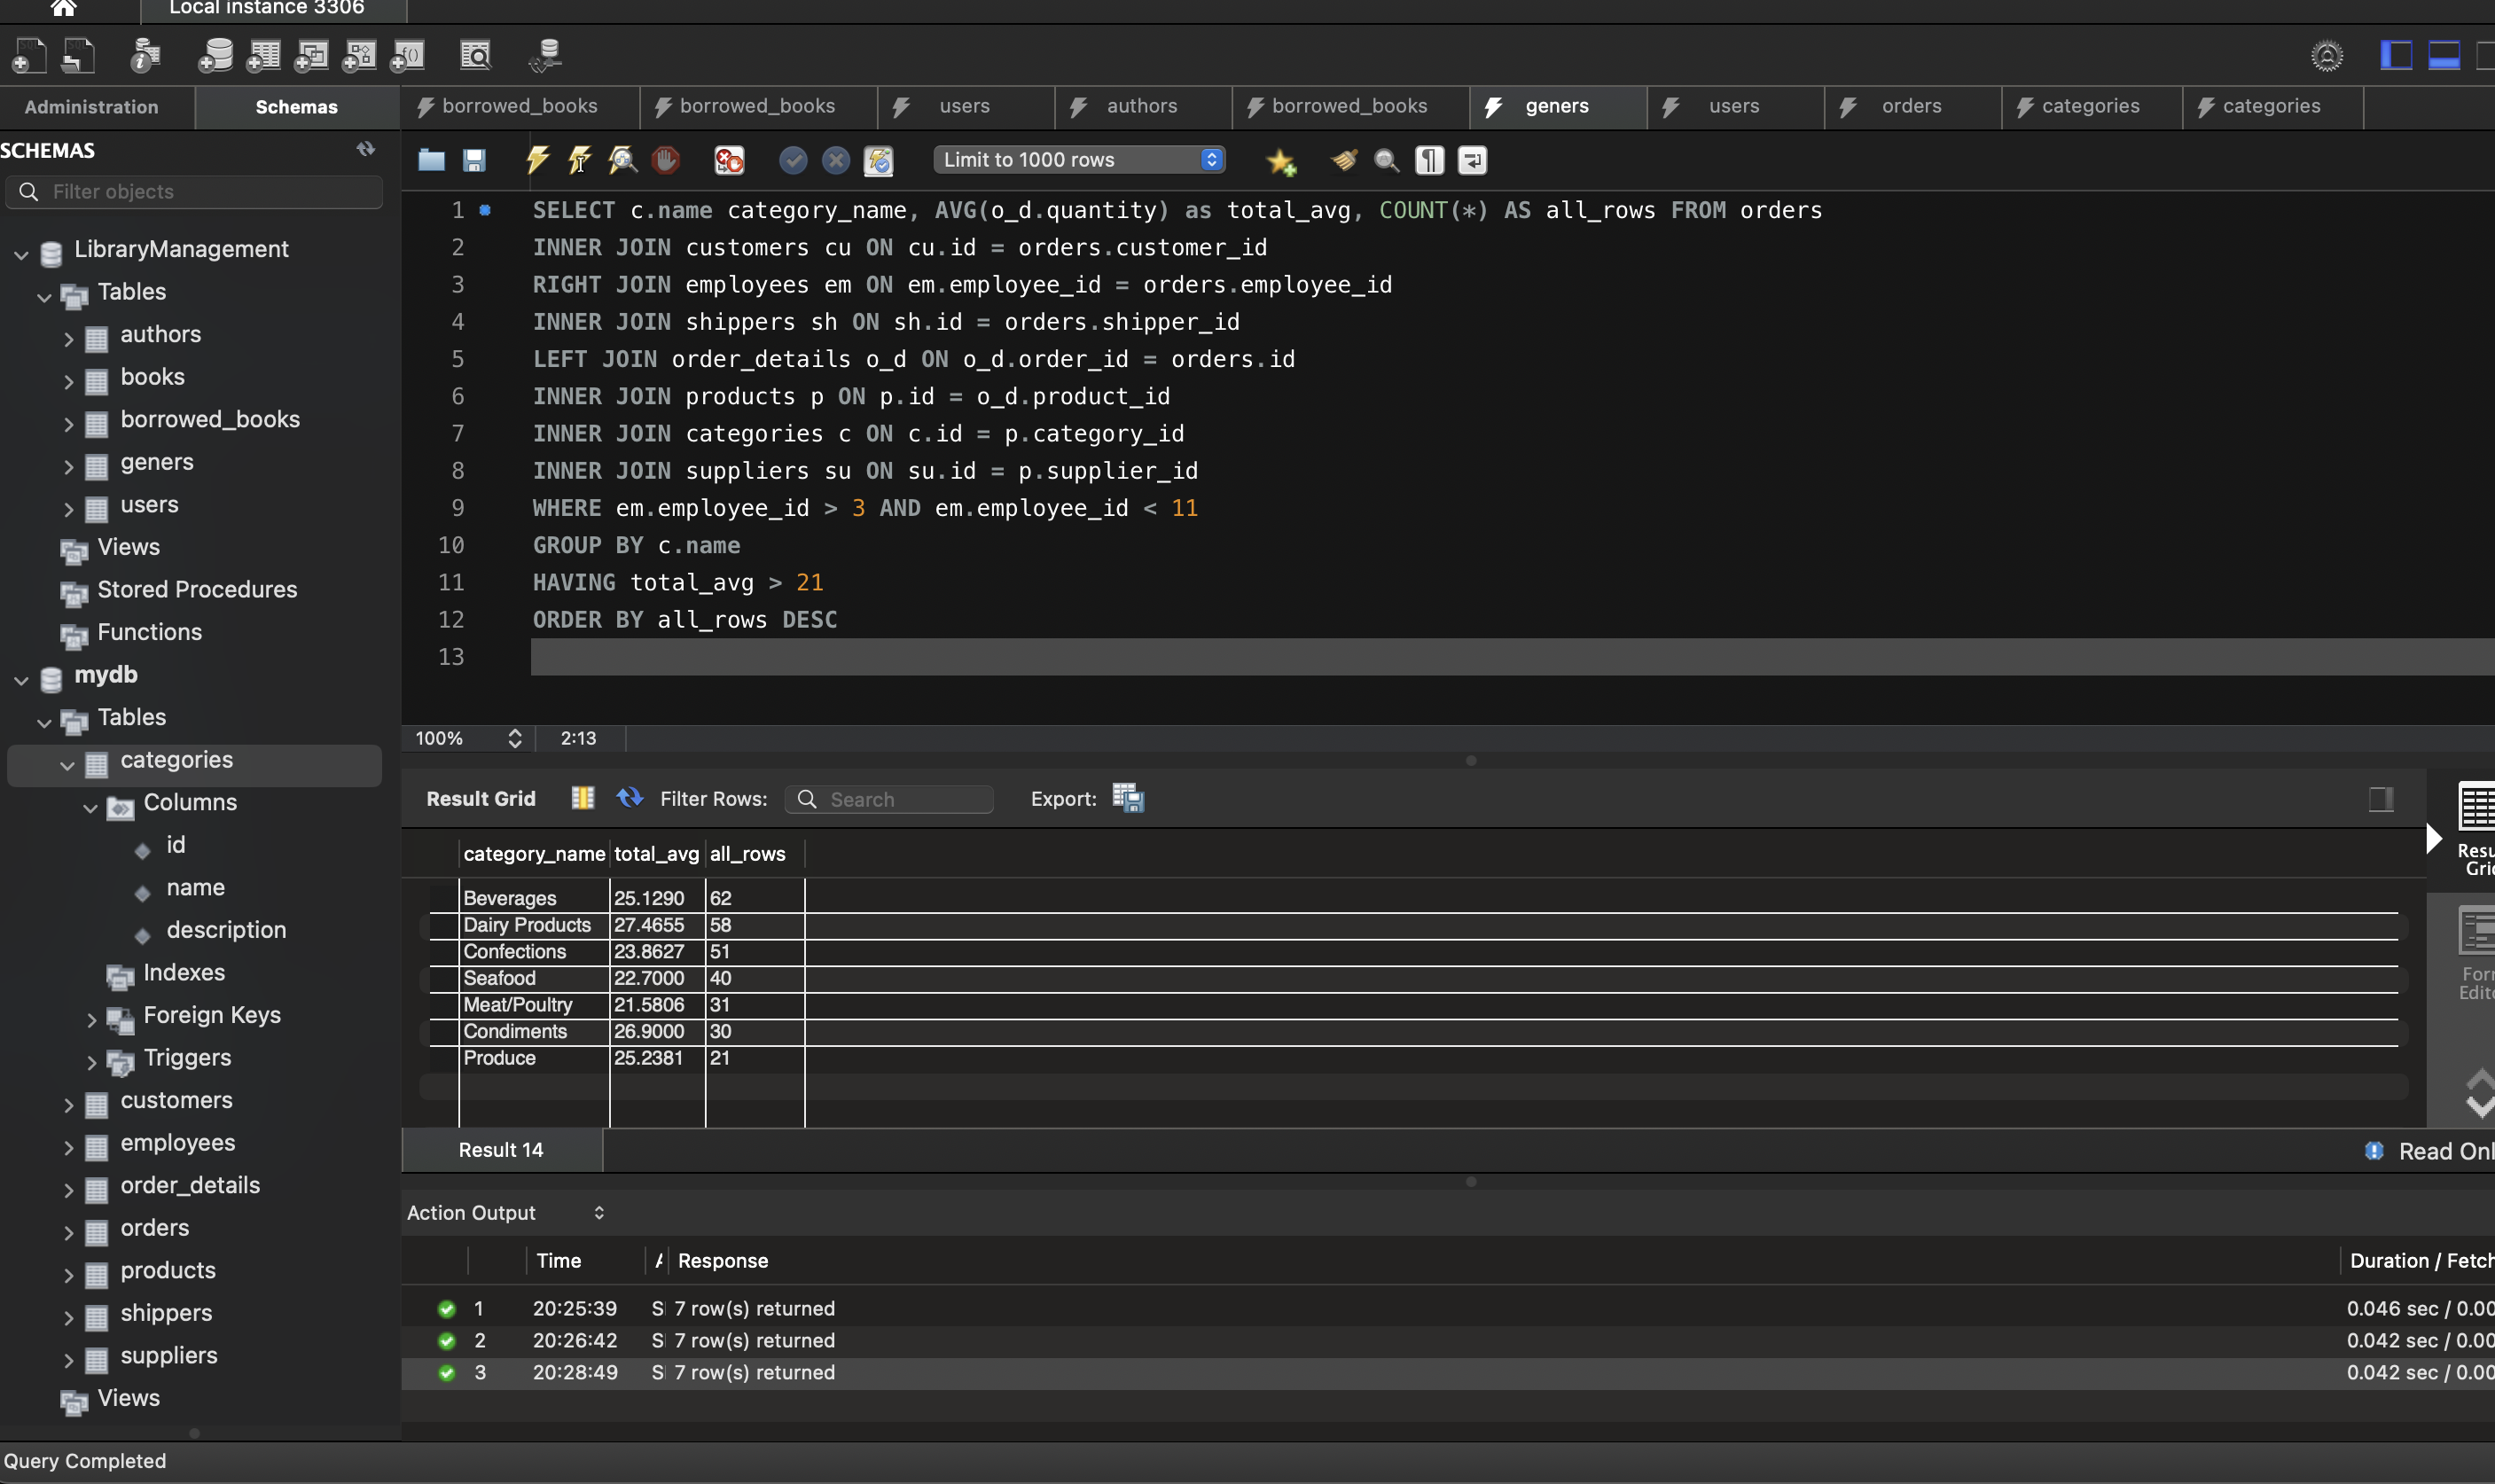 Local instance 3306
Administration
Schemas
borrowed_books
borrowed_books
users
authors
borrowed_books
geners
users
orders
categories
categories
SCHEMAS
Filter objects
LibraryManagement
Tables
authors
books
borrowed_books
geners
users
Views
Stored Procedures
Functions
mydb
Tables
categories
Columns
id
name
description
Indexes
Foreign Keys
Triggers
customers
employees
order_details
orders
products
shippers
suppliers
Views
Limit to 1000 rows
1 SELECT c.name category_name, AVG(o_d.quantity) as total_avg, COUNT(*) AS all_rows FROM orders
2 INNER JOIN customers cu ON cu.id = orders.customer_id
3 RIGHT JOIN employees em ON em.employee_id = orders.employee_id
4 INNER JOIN shippers sh ON sh.id = orders.shipper_id
5 LEFT JOIN order_details o_d ON o_d.order_id = orders.id
6 INNER JOIN products p ON p.id = o_d.product_id
7 INNER JOIN categories c ON c.id = p.category_id
8 INNER JOIN suppliers su ON su.id = p.supplier_id
9 WHERE em.employee_id > 3 AND em.employee_id < 11
10 GROUP BY c.name
11 HAVING total_avg > 21
12 ORDER BY all_rows DESC
13
100% 2:13
Result Grid Filter Rows: Search Export:
category_name total_avg all_rows
Beverages 25.1290 62
Dairy Products 27.4655 58
Confections 23.8627 51
Seafood 22.7000 40
Meat/Poultry 21.5806 31
Condiments 26.9000 30
Produce 25.2381 21
Result 14
Read Onl
Action Output
Time Response Duration / Fetch
1 20:25:39 S 7 row(s) returned 0.046 sec / 0.00
2 20:26:42 S 7 row(s) returned 0.042 sec / 0.00
3 20:28:49 S 7 row(s) returned 0.042 sec / 0.00
Query Completed